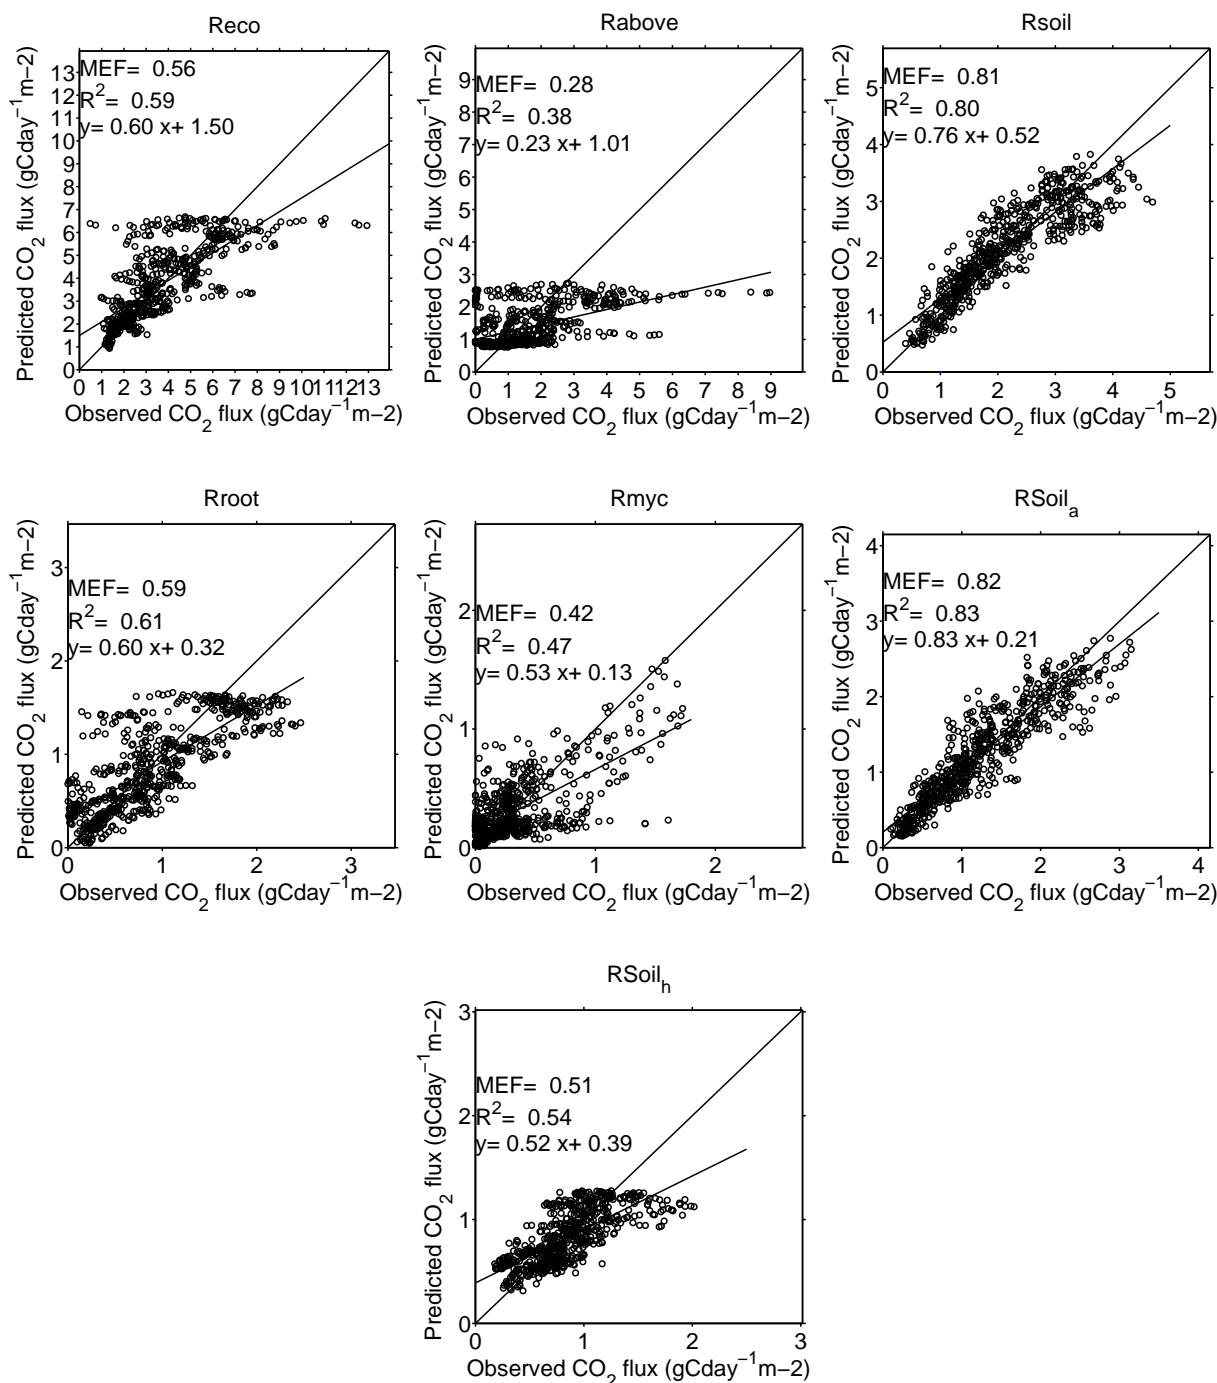 Reco
Predicted CO2 flux (gCday−1m−2)
MEF= 0.56
R2= 0.59
y= 0.60 x+ 1.50
13
12
11
10
9
8
7
6
5
4
3
2
1
0
0 1 2 3 4 5 6 7 8 9 10 11 12 13
Observed CO2 flux (gCday−1m−2)
Rabove
Predicted CO2 flux (gCday−1m−2)
MEF= 0.28
R2= 0.38
y= 0.23 x+ 1.01
9
8
7
6
5
4
3
2
1
0
0 1 2 3 4 5 6 7 8 9
Observed CO2 flux (gCday−1m−2)
Rsoil
Predicted CO2 flux (gCday−1m−2)
MEF= 0.81
R2= 0.80
y= 0.76 x+ 0.52
5
4
3
2
1
0
0 1 2 3 4 5
Observed CO2 flux (gCday−1m−2)
Rroot
Predicted CO2 flux (gCday−1m−2)
MEF= 0.59
R2= 0.61
y= 0.60 x+ 0.32
3
2
1
0
0 1 2 3
Observed CO2 flux (gCday−1m−2)
Rmyc
Predicted CO2 flux (gCday−1m−2)
MEF= 0.42
R2= 0.47
y= 0.53 x+ 0.13
2
1
0
0 1 2
Observed CO2 flux (gCday−1m−2)
RSoila
Predicted CO2 flux (gCday−1m−2)
MEF= 0.82
R2= 0.83
y= 0.83 x+ 0.21
4
3
2
1
0
0 1 2 3 4
Observed CO2 flux (gCday−1m−2)
RSoilh
Predicted CO2 flux (gCday−1m−2)
MEF= 0.51
R2= 0.54
y= 0.52 x+ 0.39
3
2
1
0
0 1 2 3
Observed CO2 flux (gCday−1m−2)